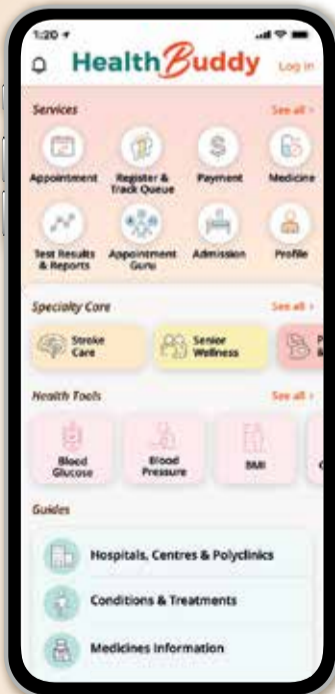 1:20
HealthBuddy
Log in
Services
See all >
Appointment
Register &
Track Queue
Payment
Medicine
Test Results
& Reports
Appointment
Guru
Admission
Profile
Specialty Care
See all >
Stroke
Care
Senior
Wellness
P
&
Health Tools
See all >
Blood
Glucose
Blood
Pressure
BMI
Guides
Hospitals, Centres & Polyclinics
Conditions & Treatments
Medicines Information